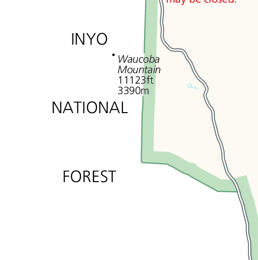 may be closed.
INYO
Waucoba
Mountain
11123ft
3390m
NATIONAL
FOREST